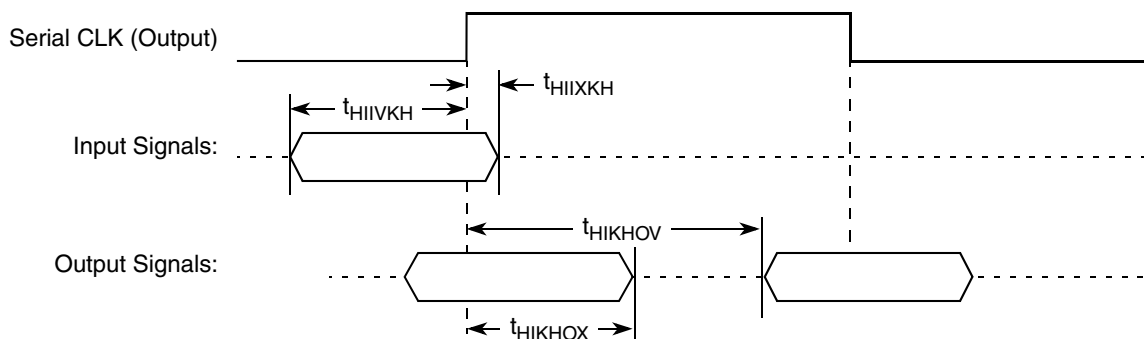 Serial CLK (Output)
tHIIXKH
tHIIVKH
Input Signals:
tHIKHOV
Output Signals:
tHIKHOX